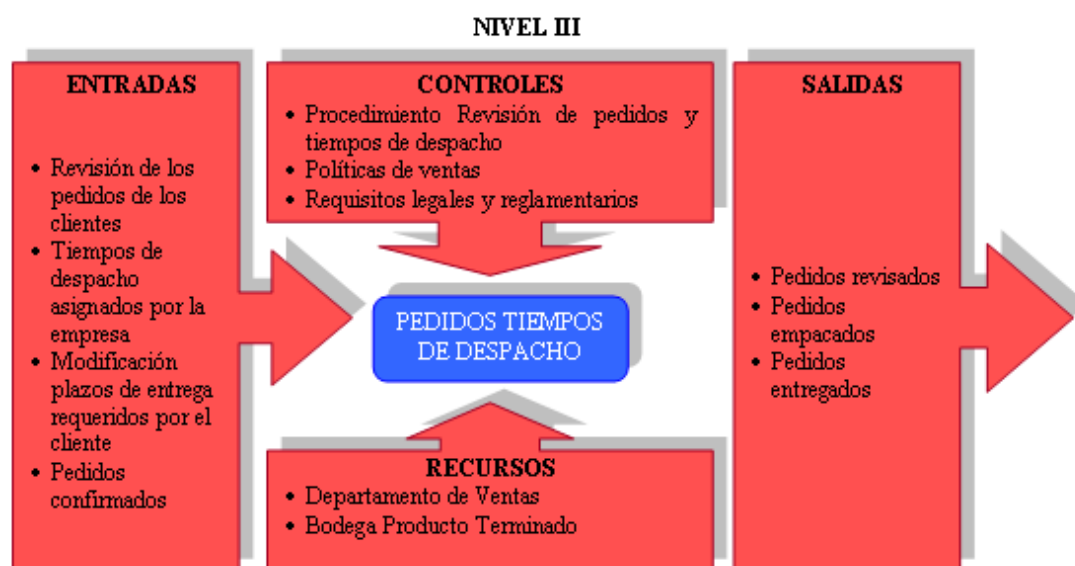 NIVEL III
ENTRADAS
• Revisión de los
pedidos de los
clientes
• Tiempos de
despacho
asignados por la
empresa
• Modificación
plazos de entrega
requeridos por el
cliente
• Pedidos
confirmados
CONTROLES
• Procedimiento Revisión de pedidos y
tiempos de despacho
• Políticas de ventas
• Requisitos legales y reglamentarios
PEDIDOS TIEMPOS
DE DESPACHO
RECURSOS
• Departamento de Ventas
• Bodega Producto Terminado
SALIDAS
• Pedidos revisados
• Pedidos
empacados
• Pedidos
entregados